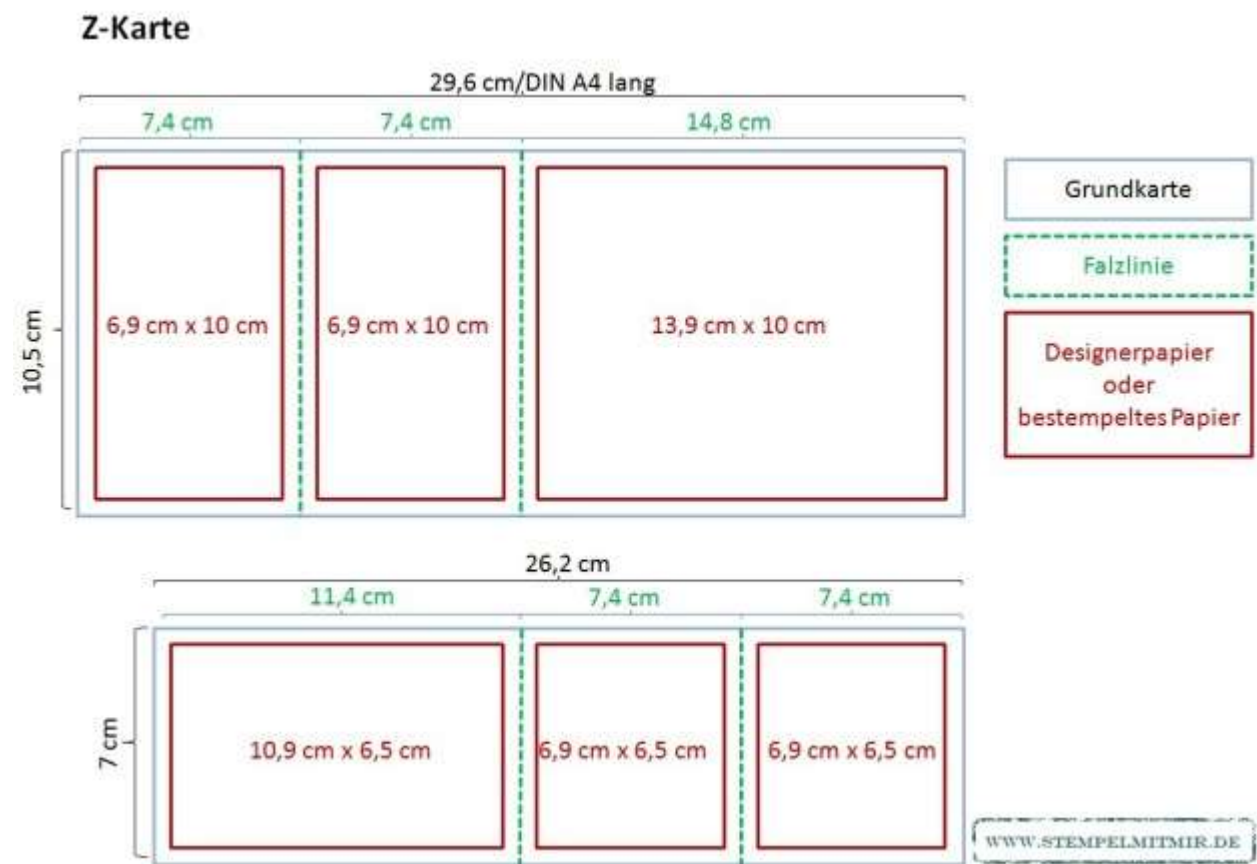 Z-Karte
29,6 cm/DIN A4 lang
7,4 cm 7,4 cm 14,8 cm
10,5 cm
6,9 cm x 10 cm 6,9 cm x 10 cm 13,9 cm x 10 cm
Grundkarte
Falzlinie
Designerpapier
oder
bestempeltes Papier
26,2 cm
11,4 cm 7,4 cm 7,4 cm
7 cm
10,9 cm x 6,5 cm 6,9 cm x 6,5 cm 6,9 cm x 6,5 cm
WWW.STEMPELMITMIR.DE